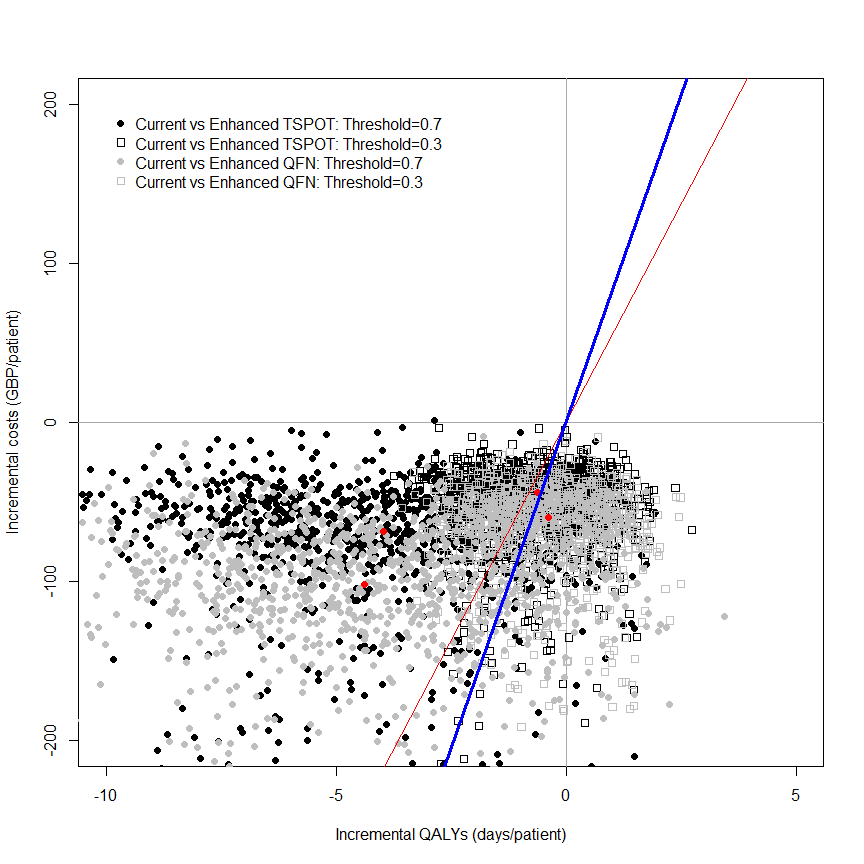 Current vs Enhanced TSPOT: Threshold=0.7
Current vs Enhanced TSPOT: Threshold=0.3
Current vs Enhanced QFN: Threshold=0.7
Current vs Enhanced QFN: Threshold=0.3
Incremental costs (GBP/patient)
200
100
0
-100
-200
-10 -5 0 5
Incremental QALYs (days/patient)